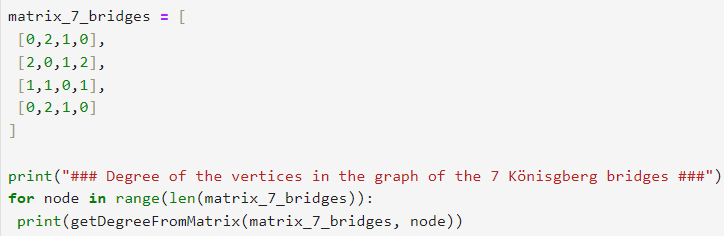 matrix_7_bridges = [
 [0,2,1,0],
 [2,0,1,2],
 [1,1,0,1],
 [0,2,1,0]
]

print("### Degree of the vertices in the graph of the 7 Könisgberg bridges ###")
for node in range(len(matrix_7_bridges)):
 print(getDegreeFromMatrix(matrix_7_bridges, node))